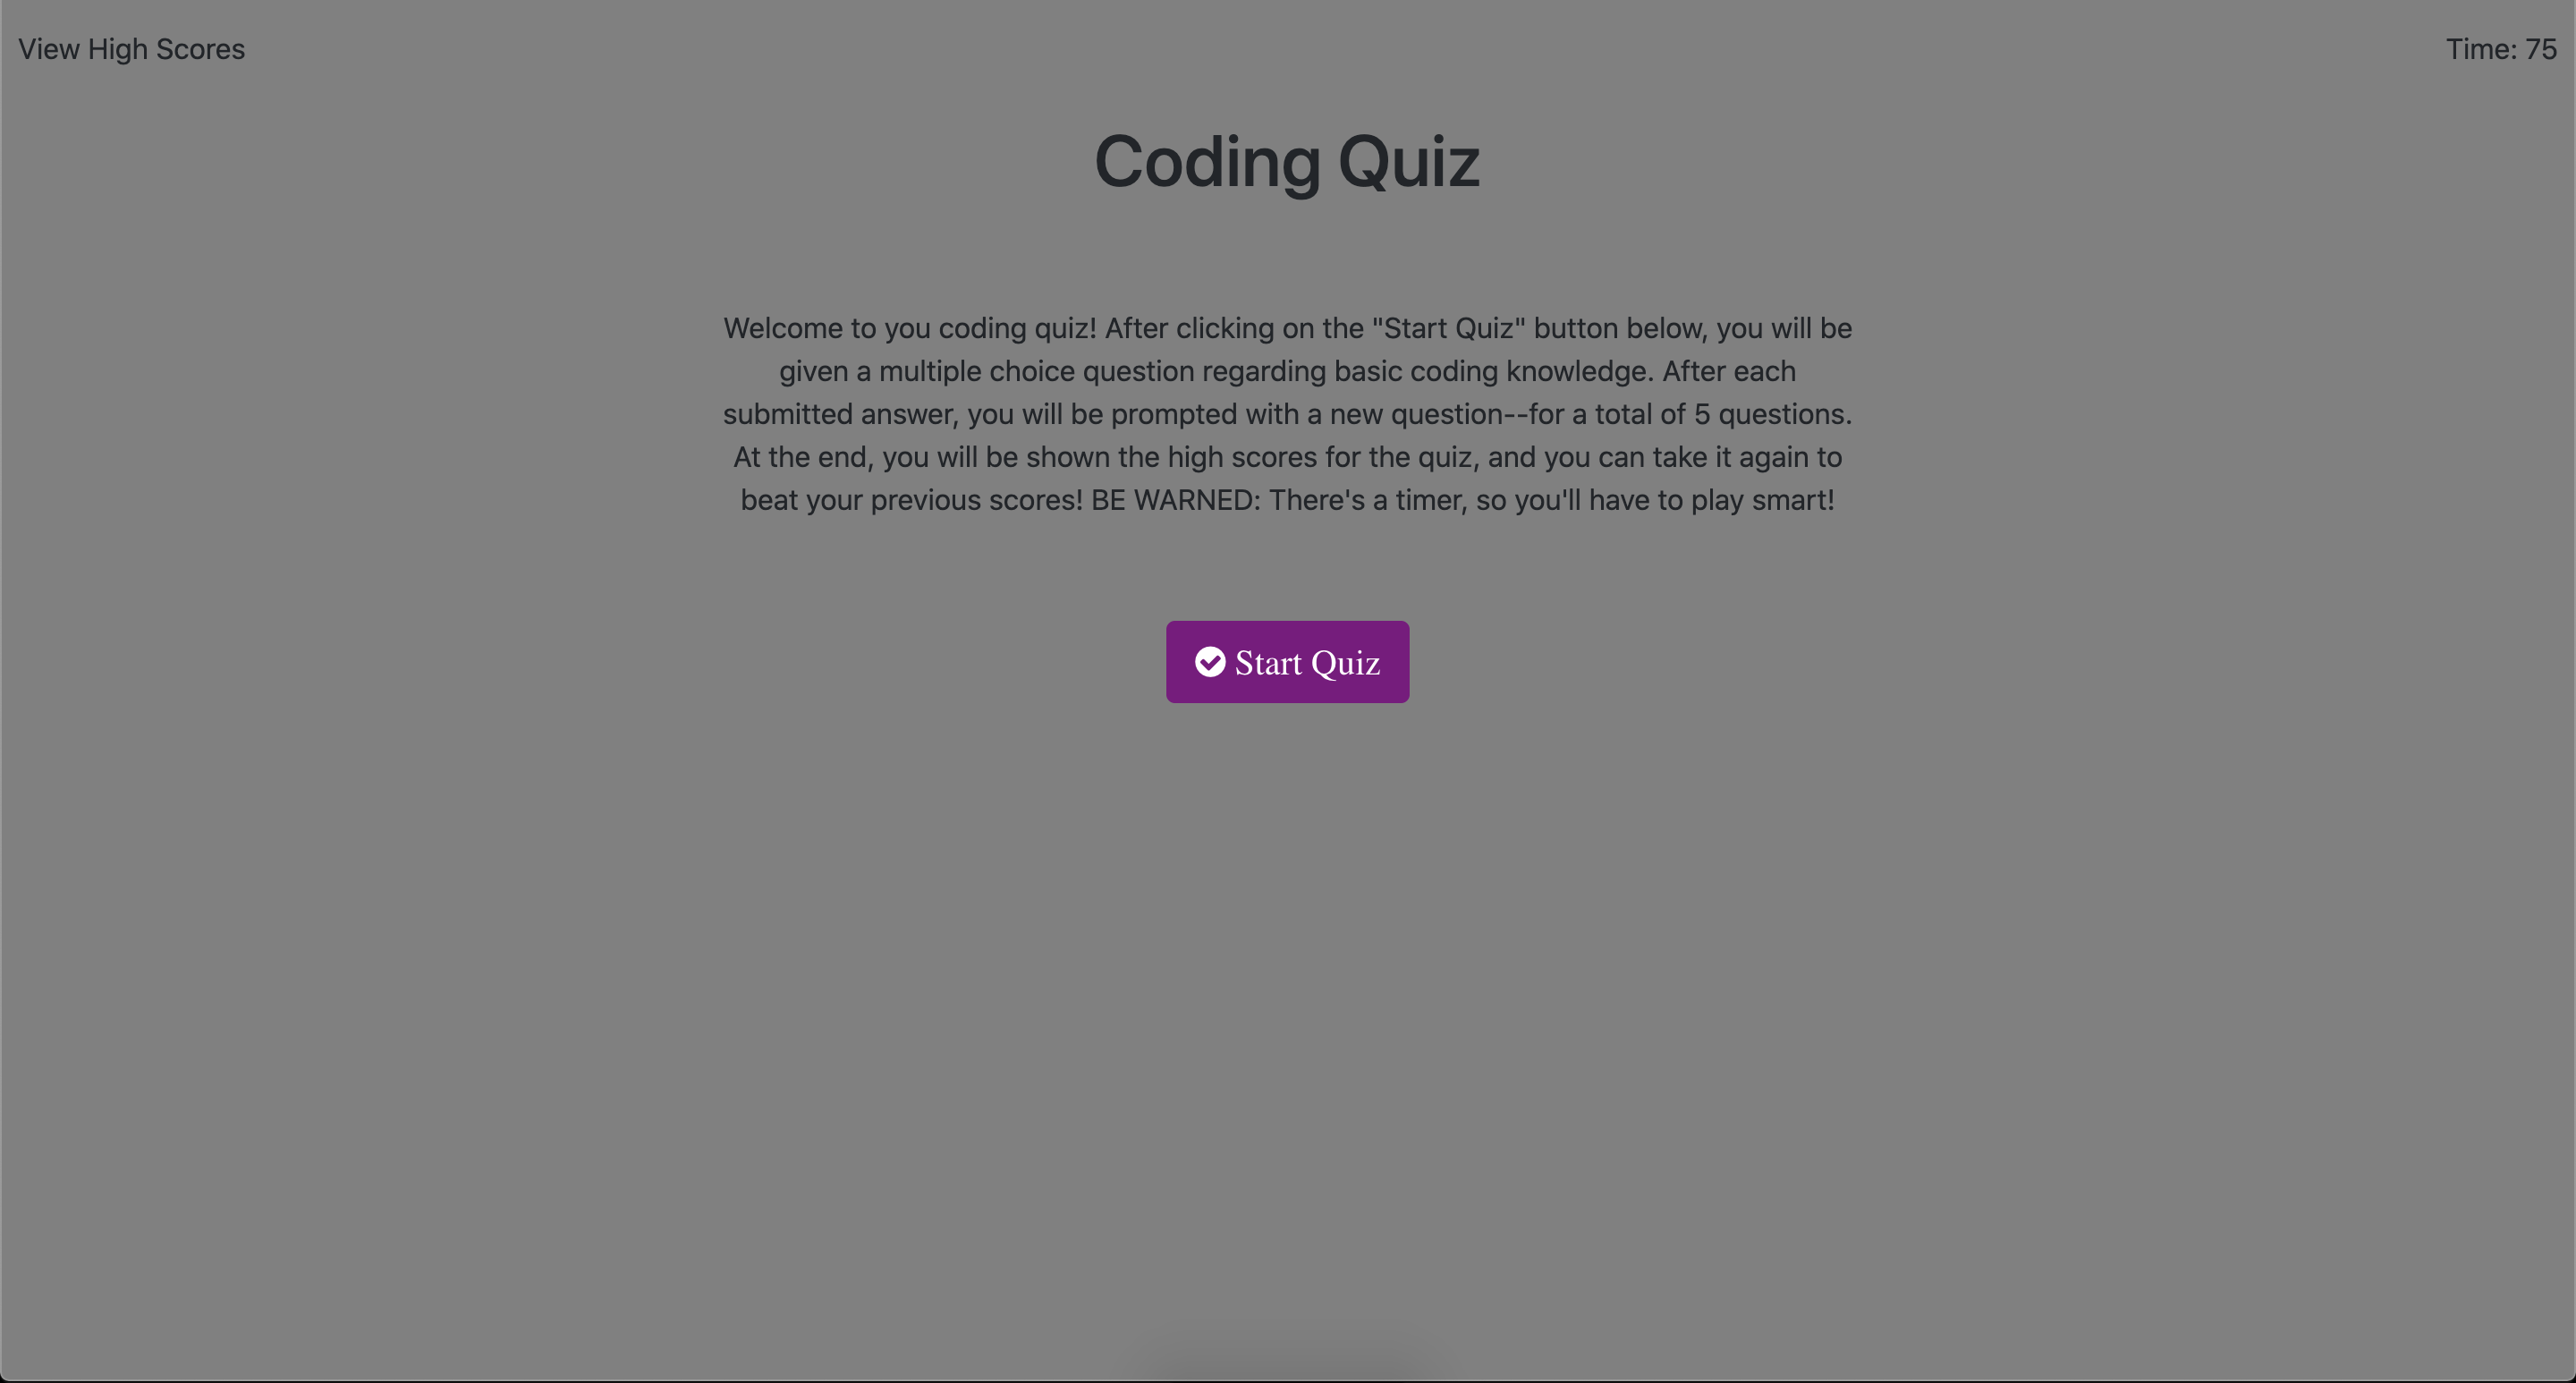 View High Scores
Time: 75
Coding Quiz
Welcome to you coding quiz! After clicking on the "Start Quiz" button below, you will be
given a multiple choice question regarding basic coding knowledge. After each
submitted answer, you will be prompted with a new question--for a total of 5 questions.
At the end, you will be shown the high scores for the quiz, and you can take it again to
beat your previous scores! BE WARNED: There's a timer, so you'll have to play smart!
Start Quiz